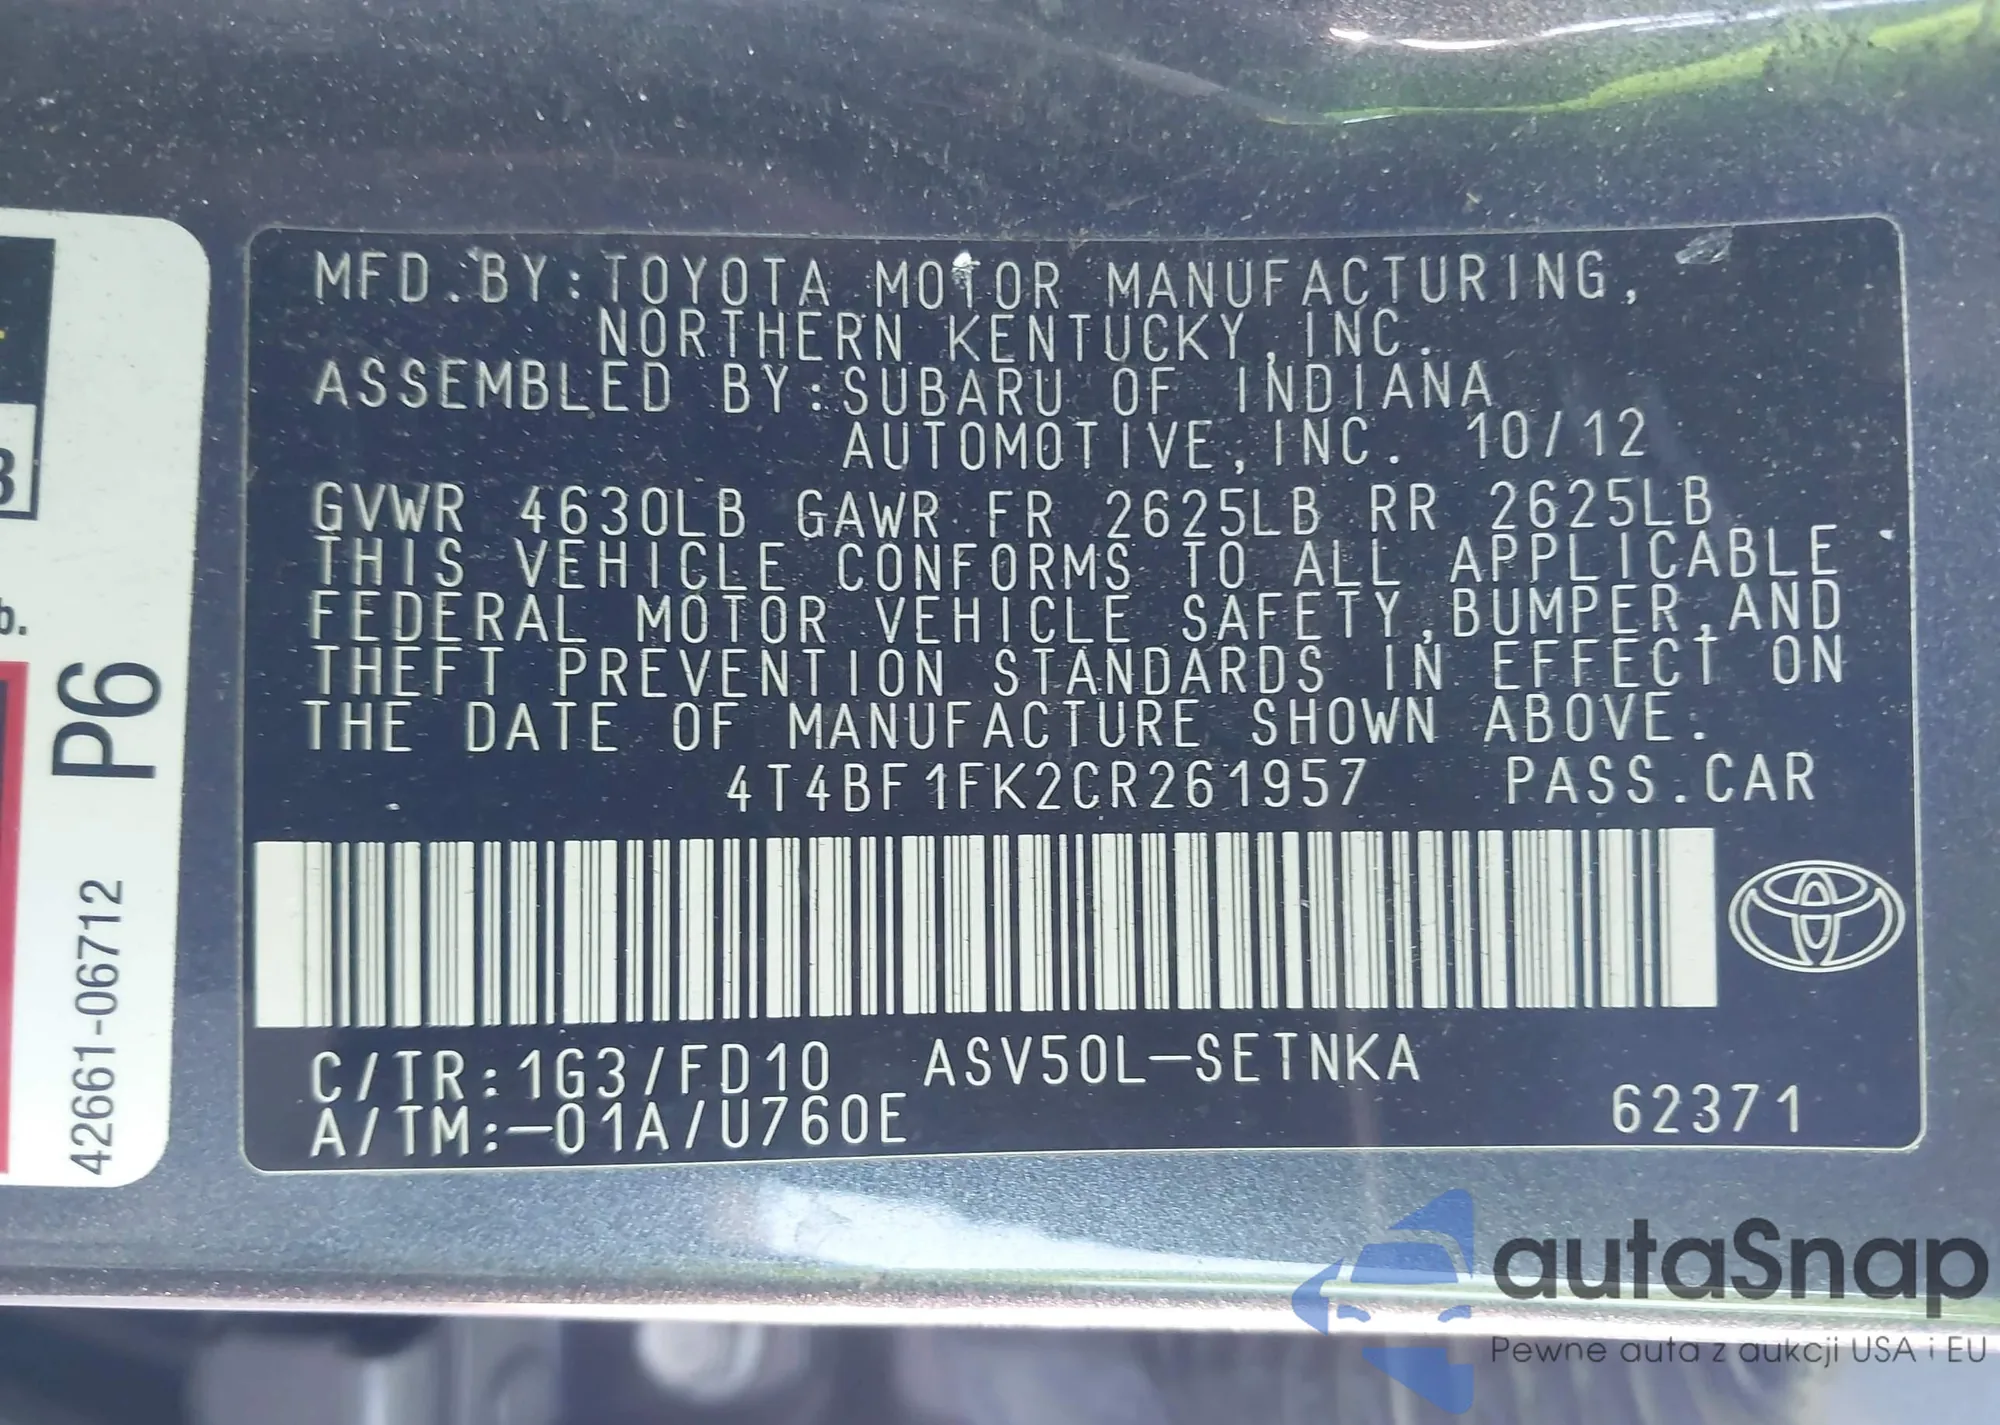 MFD.BY:TOYOTA MOTOR MANUFACTURING,
NORTHERN KENTUCKY,INC.
ASSEMBLED BY:SUBARU OF INDIANA
AUTOMOTIVE,INC. 10/12
GVWR 4630LB GAWR FR 2625LB RR 2625LB
THIS VEHICLE CONFORMS TO ALL APPLICABLE
FEDERAL MOTOR VEHICLE SAFETY,BUMPER,AND
THEFT PREVENTION STANDARDS IN EFFECT ON
THE DATE OF MANUFACTURE SHOWN ABOVE.
4T4BF1FK2CR261957 PASS.CAR
C/TR:1G3/FD10 ASV50L-SETNKA
A/TM:-01A/U760E 62371
P6
42661-06712
autaSnap
Pewne auta z aukcji USA i EU